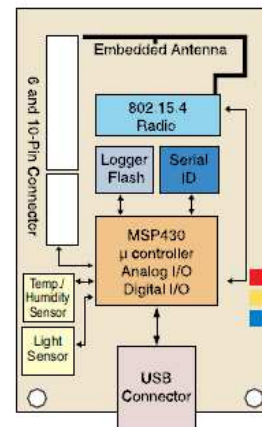 Embedded Antenna
6 and 10-Pin Connector
802.15.4
Radio
Logger
Flash
Serial
ID
MSP430
µ controller
Analog I/O
Digital I/O
Temp./
Humidity
Sensor
Light
Sensor
USB
Connector